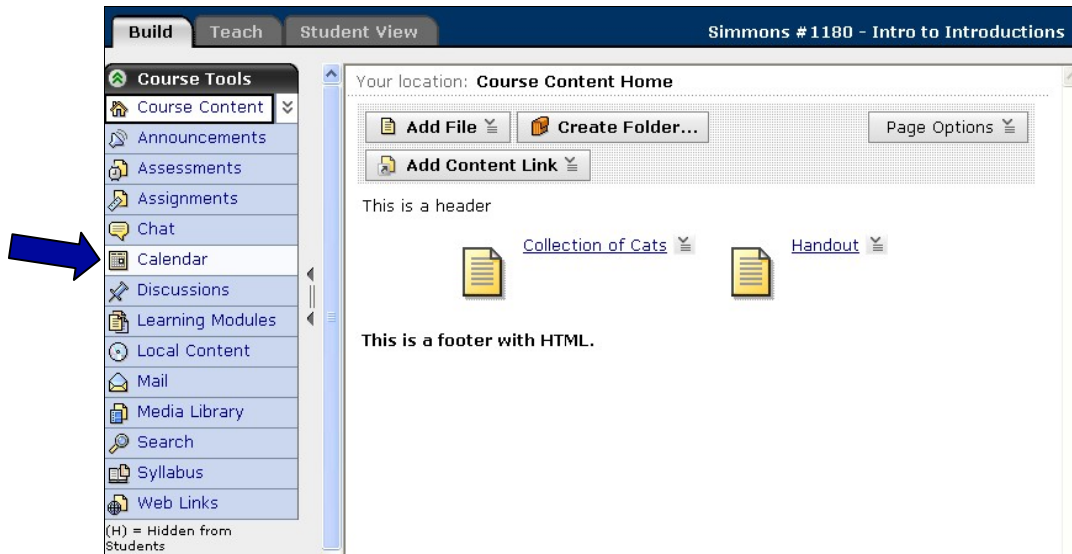 Build Teach Student View Simmons #1180 - Intro to Introductions
Course Tools
Course Content
Announcements
Assessments
Assignments
Chat
Calendar
Discussions
Learning Modules
Local Content
Mail
Media Library
Search
Syllabus
Web Links
(H) = Hidden from
Students
Your location: Course Content Home
Add File Create Folder... Page Options
Add Content Link
This is a header
Collection of Cats Handout
This is a footer with HTML.